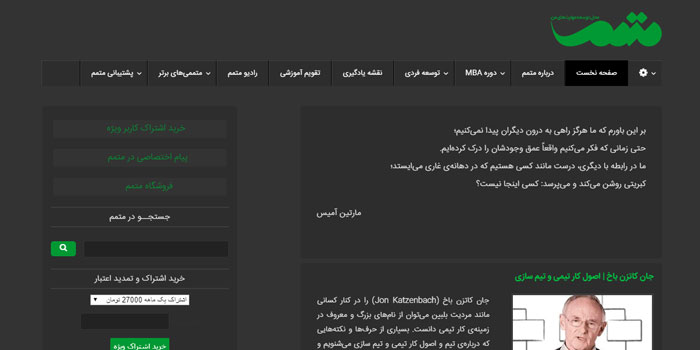 متمم
محل توسعه مهارتهای من
صفحه نخست
درباره متمم
دوره MBA
توسعه فردی
نقشه یادگیری
تقویم آموزشی
رادیو متمم
متممی‌های برتر
پشتیبانی متمم
بر این باورم که ما هرگز راهی به درون دیگران پیدا نمی‌کنیم؛
حتی زمانی که فکر می‌کنیم واقعاً عمق وجودشان را درک کرده‌ایم.
ما در رابطه با دیگری، درست مانند کسی هستیم که در دهانه‌ی غاری می‌ایستد؛
کبریتی روشن می‌کند و می‌پرسد: کسی اینجا نیست؟
مارتین آمیس
جان کاتزن باخ | اصول کار تیمی و تیم سازی
جان کاتزن باخ (Jon Katzenbach) را در کنار کسانی
مانند مردیت بلبین می‌توان از نام‌های بزرگ و معروف در
زمینه‌ی کار تیمی دانست. بسیاری از حرف‌ها و نکته‌هایی
که درباره‌ی تیم و اصول کار تیمی و تیم سازی می‌شنویم و
خرید اشتراک کاربر ویژه
پیام اختصاصی در متمم
فروشگاه متمم
جستجــو در متمم
خرید اشتراک و تمدید اعتبار
اشتراک یک ماهه 27000 تومان
خرید اشتراک ویژه